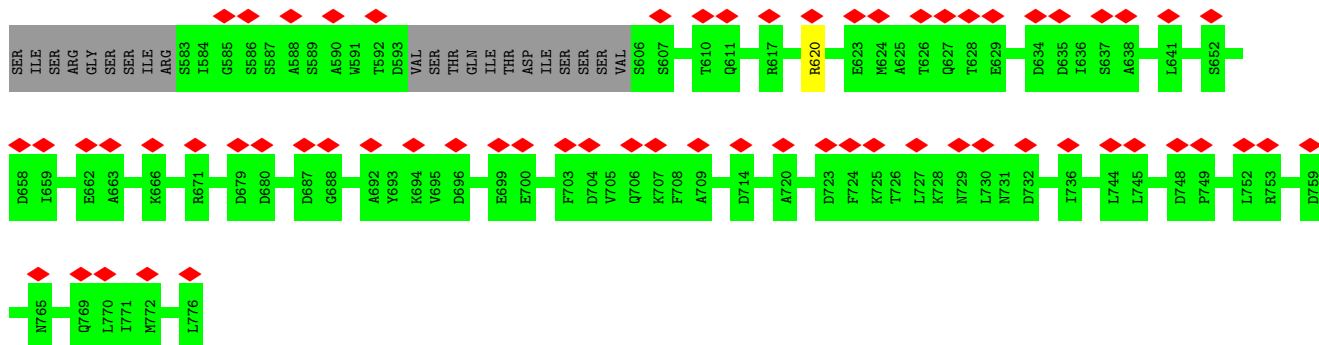 SER ILE SER ARG GLY SER SER ILE ARG S583 I584 G585 S586 S587 A588 S589 A590 W591 T592 D593 VAL SER THR GLN ILE THR ASP ILE SER SER SER VAL S606 S607 T610 Q611 R617 R620 E623 M624 A625 T626 Q627 T628 E629 D634 D635 I636 S637 A638 L641 S652
D658 I659 E662 A663 K666 R671 D679 D680 D687 G688 A692 Y693 K694 V695 D696 E699 E700 F703 D704 V705 Q706 K707 F708 A709 D714 A720 D723 F724 K725 T726 L727 K728 N729 L730 N731 D732 I736 L744 L745 D748 P749 L752 R753 D759
N765 Q769 L770 I771 M772 L776